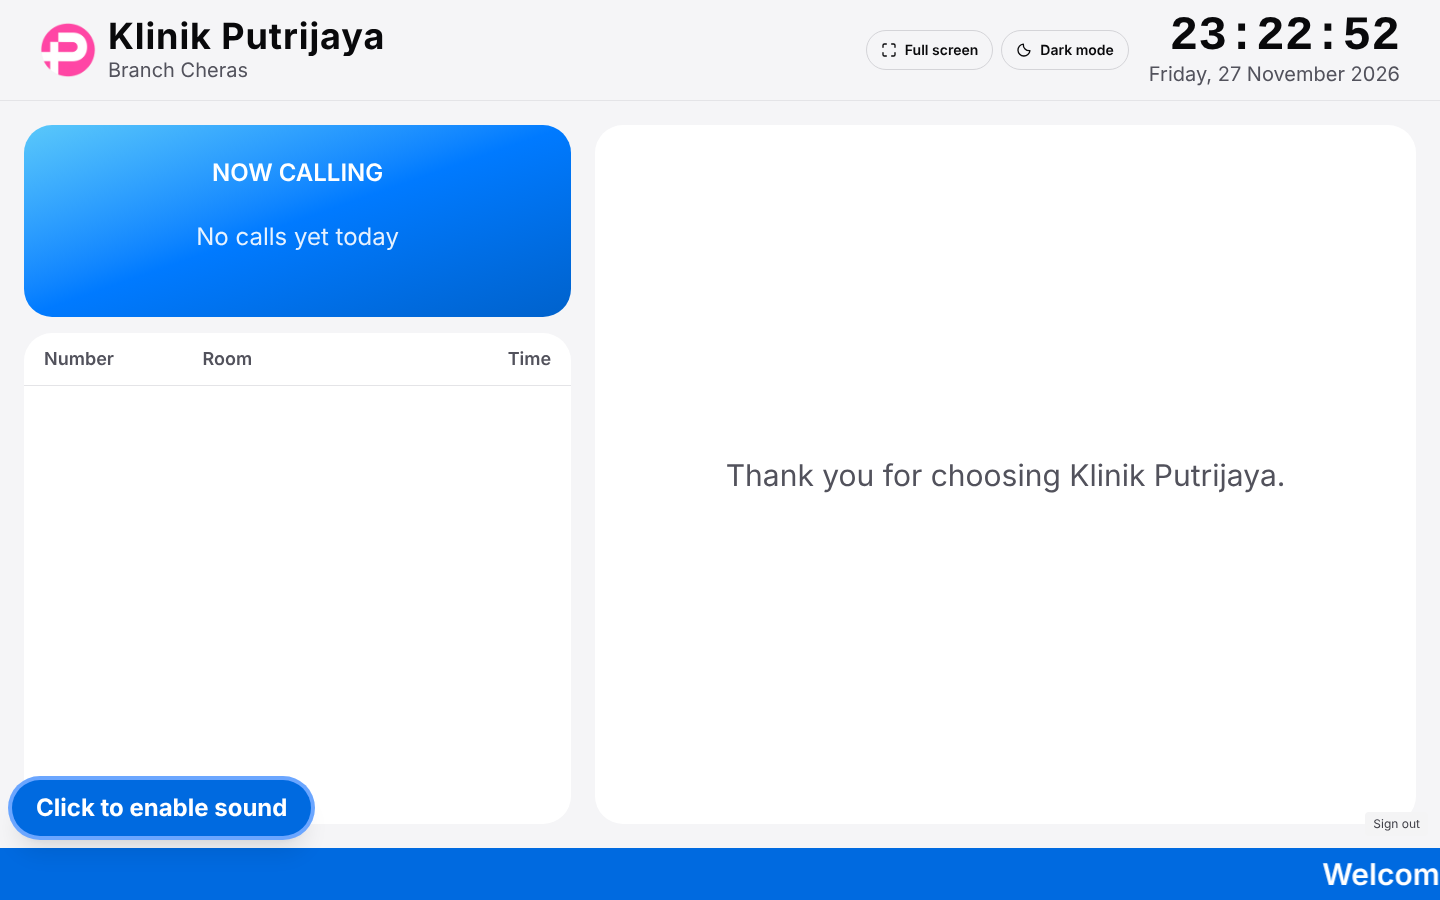 Klinik Putrijaya
Branch Cheras
Full screen
Dark mode
23:22:52
Friday, 27 November 2026
NOW CALLING
No calls yet today
Number Room Time
Thank you for choosing Klinik Putrijaya.
Click to enable sound
Sign out
Welcom